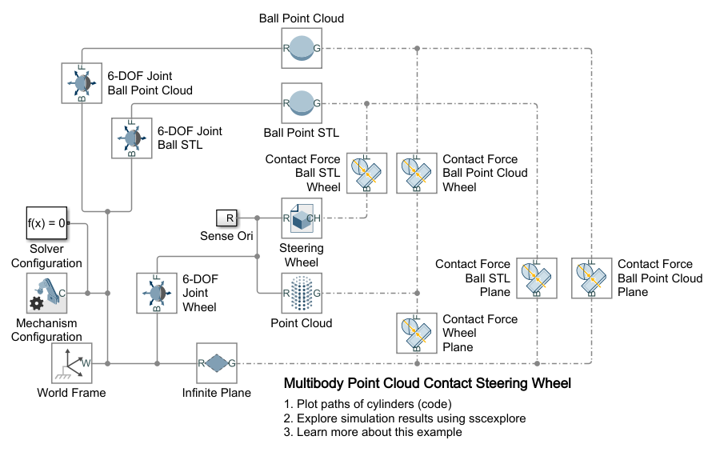 Ball Point Cloud
R G
F
B
6-DOF Joint
Ball Point Cloud
R G
Ball Point STL
F
B
6-DOF Joint
Ball STL
Contact Force
Ball STL
Wheel
F
B
F
B
Contact Force
Ball Point Cloud
Wheel
f(x) = 0
Solver
Configuration
R
Sense Ori
R CH
Steering
Wheel
C
Mechanism
Configuration
F
B
6-DOF
Joint
Wheel
R G
Point Cloud
Contact Force
Ball STL
Plane
F
B
F
B
Contact Force
Ball Point Cloud
Plane
F
B
Contact Force
Wheel
Plane
W
World Frame
R G
Infinite Plane
Multibody Point Cloud Contact Steering Wheel
1. Plot paths of cylinders (code)
2. Explore simulation results using sscexplore
3. Learn more about this example